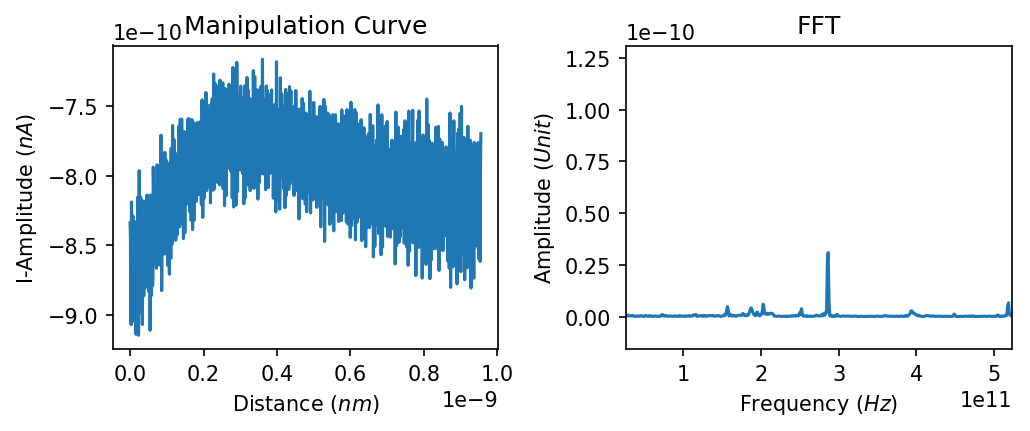 Manipulation Curve
1e−10
−7.5
−8.0
−8.5
−9.0
I-Amplitude (nA)
0.0 0.2 0.4 0.6 0.8 1.0
Distance (nm)
1e−9
FFT
1e−10
1.25
1.00
0.75
0.50
0.25
0.00
Amplitude (Unit)
1 2 3 4 5
Frequency (Hz)
1e11